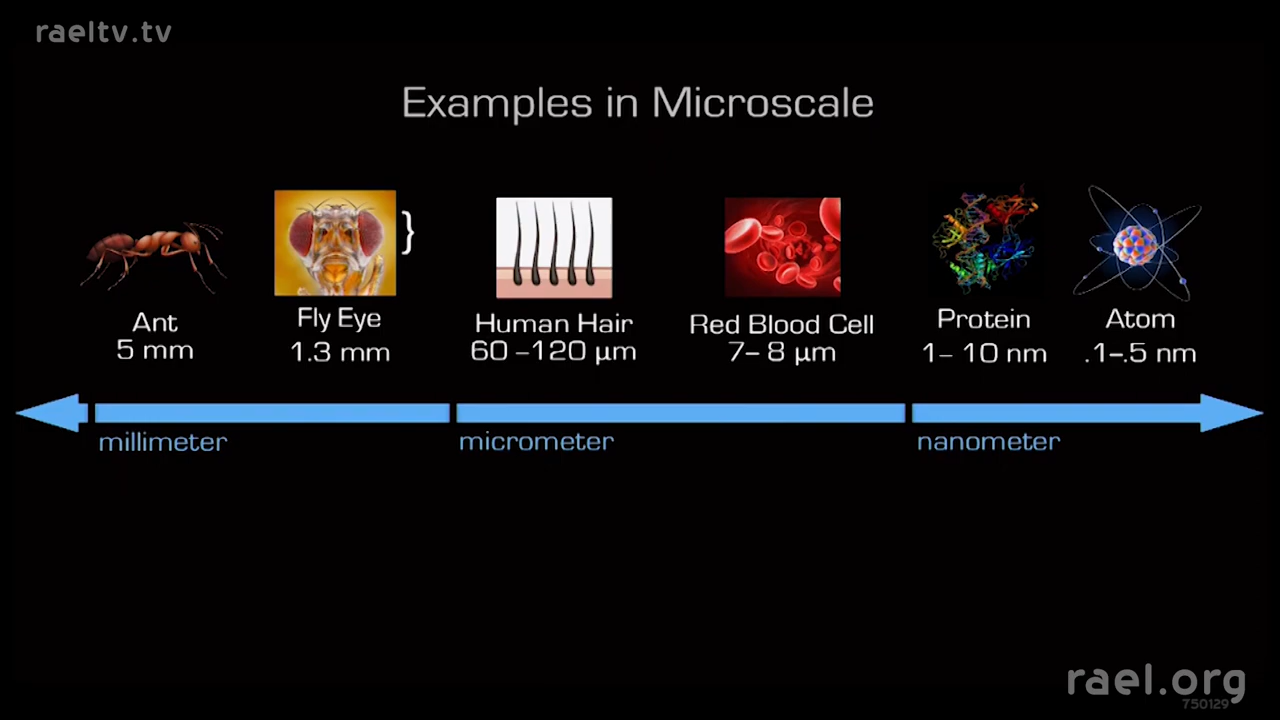 raeltv.tv
Examples in Microscale
Ant
5 mm
Fly Eye
1.3 mm
Human Hair
60 –120 µm
Red Blood Cell
7– 8 µm
Protein
1– 10 nm
Atom
.1–.5 nm
millimeter
micrometer
nanometer
rael.org
750129